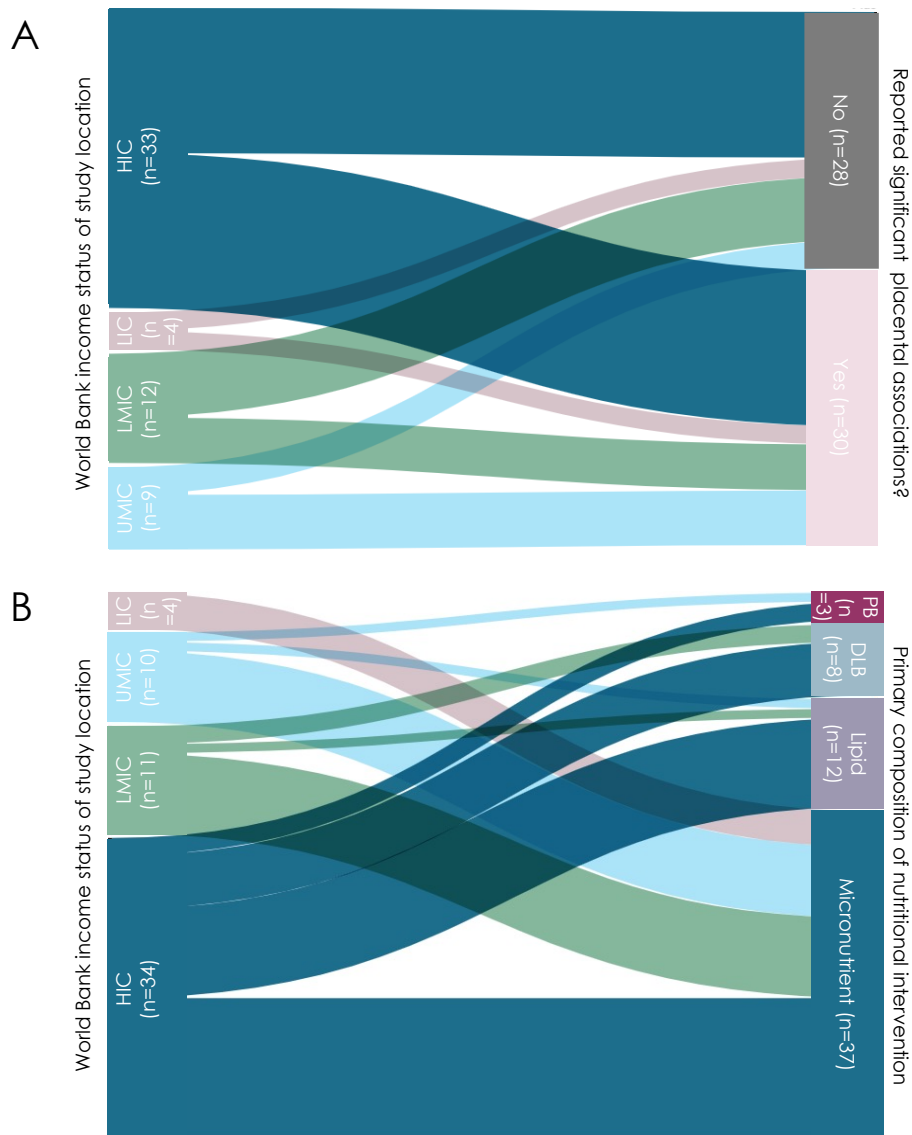 A
World Bank income status of study location
HIC
(n=33)
LIC
(n
=4)
LMIC
(n=12)
UMIC
(n=9)
No (n=28)
Yes (n=30)
Reported significant placental associations?
B
World Bank income status of study location
LIC
(n
=4)
UMIC
(n=10)
LMIC
(n=11)
HIC
(n=34)
PB
(n
=3)
DLB
(n=8)
Lipid
(n=12)
Micronutrient (n=37)
Primary composition of nutritional intervention